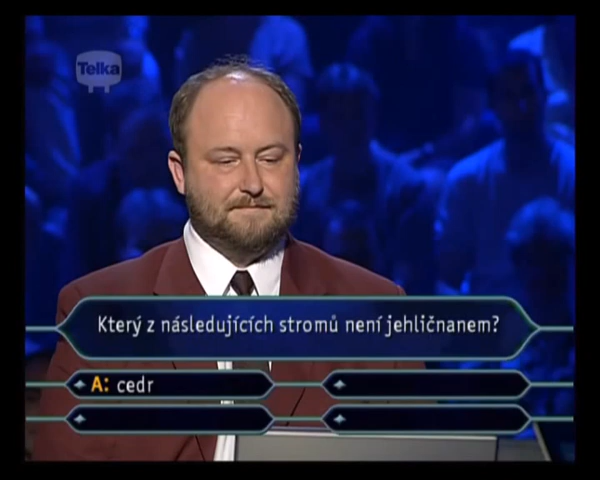 Telka
Který z následujících stromů není jehličnanem?
A: cedr